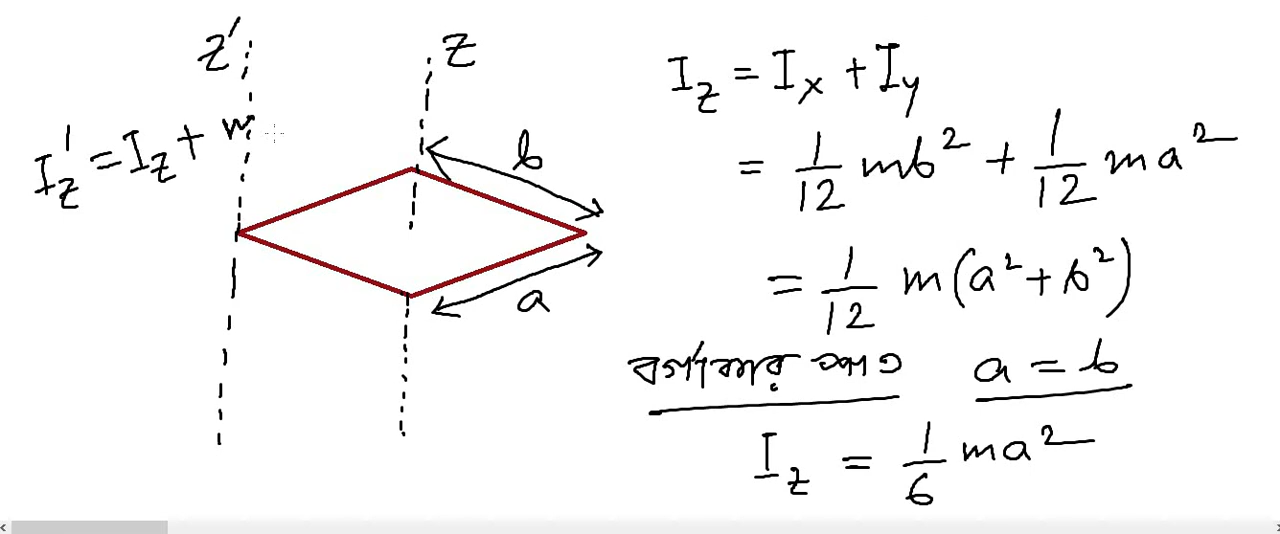 z'
z
I'z = Iz + m
b
a
Iz = Ix + Iy
= 1/12 mb² + 1/12 ma²
= 1/12 m(a² + b²)
বর্গাকার পাত a = b
Iz = 1/6 ma²